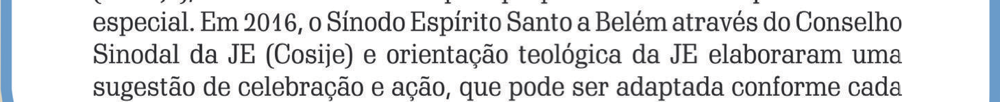 especial. Em 2016, o Sínodo Espírito Santo a Belém através do Conselho
Sinodal da JE (Cosije) e orientação teológica da JE elaboraram uma
sugestão de celebração e ação, que pode ser adaptada conforme cada